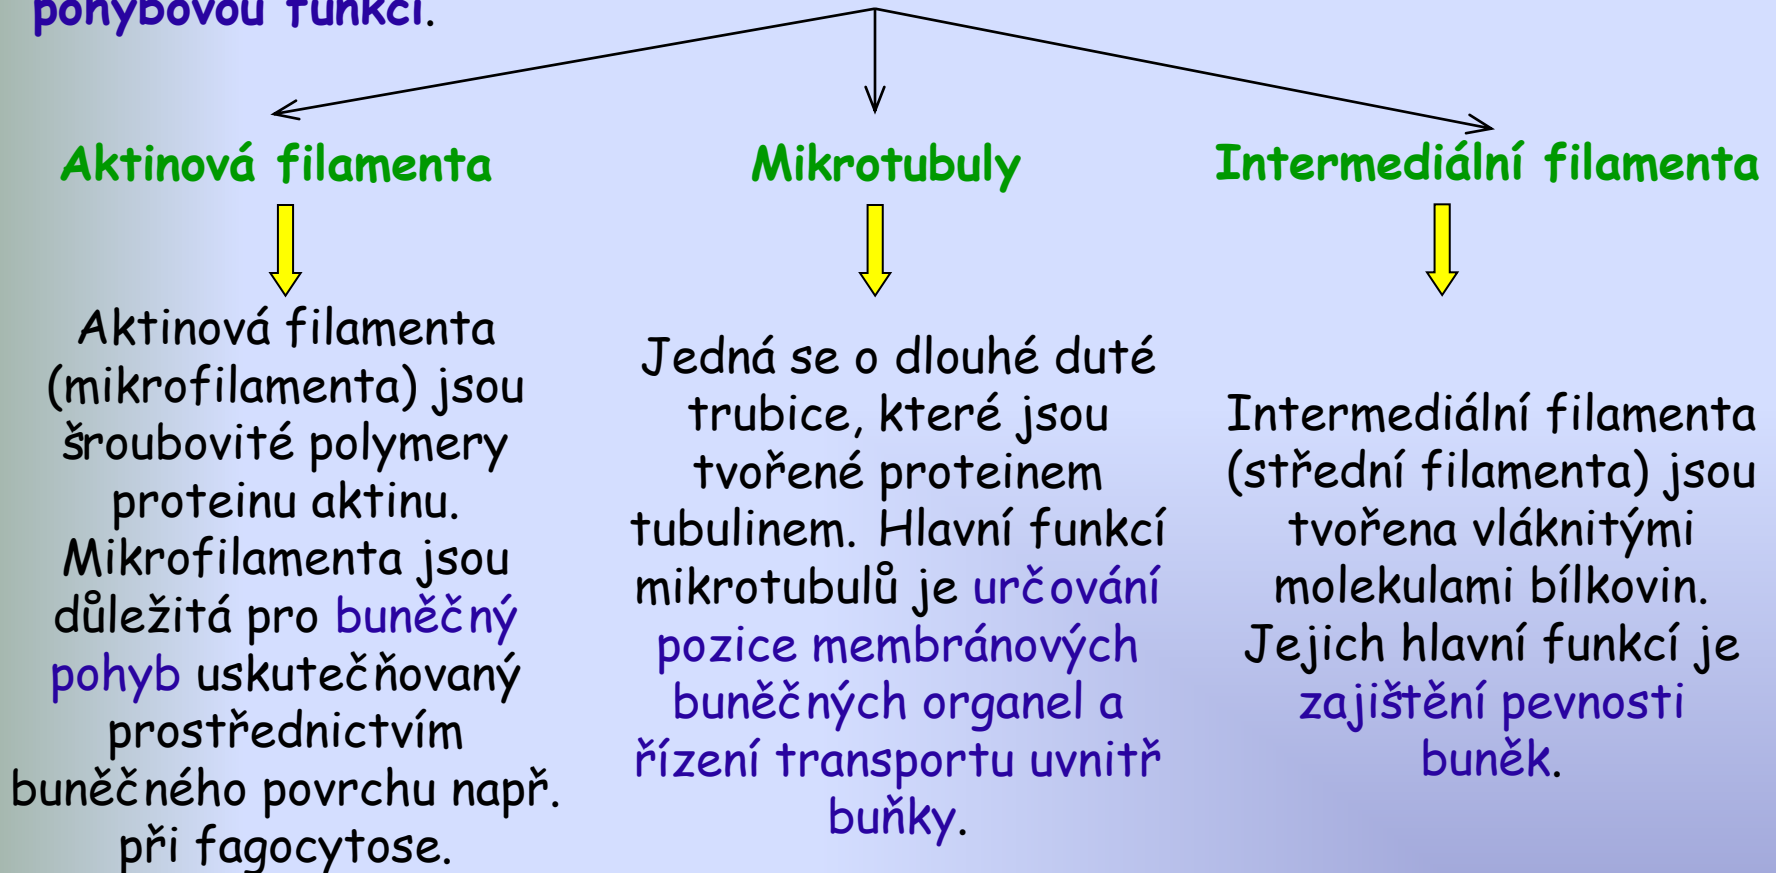 pohybovou funkci.
Aktinová filamenta
Mikrotubuly
Intermediální filamenta
Aktinová filamenta
(mikrofilamenta) jsou
šroubovité polymery
proteinu aktinu.
Mikrofilamenta jsou
důležitá pro buněčný
pohyb uskutečňovaný
prostřednictvím
buněčného povrchu např.
při fagocytose.
Jedná se o dlouhé duté
trubice, které jsou
tvořené proteinem
tubulinem. Hlavní funkcí
mikrotubulů je určování
pozice membránových
buněčných organel a
řízení transportu uvnitř
buňky.
Intermediální filamenta
(střední filamenta) jsou
tvořena vláknitými
molekulami bílkovin.
Jejich hlavní funkcí je
zajištění pevnosti
buněk.